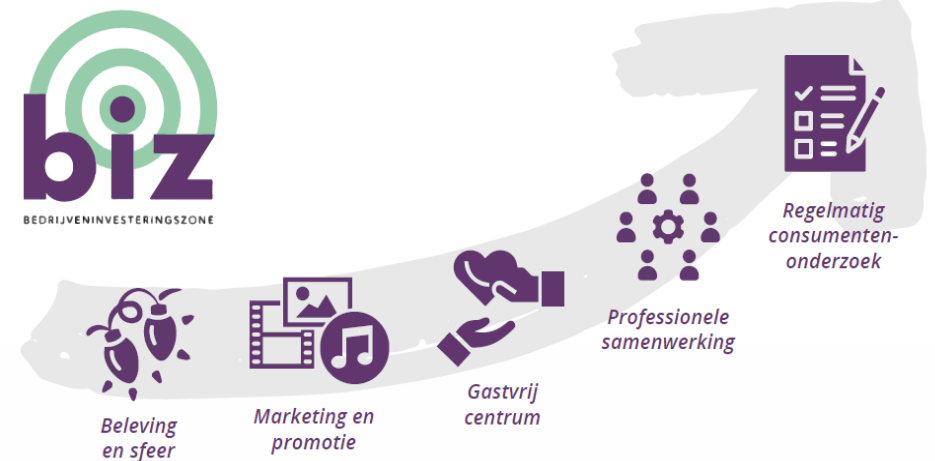 biz
BEDRIJVENINVESTERINGSZONE
Beleving
en sfeer
Marketing en
promotie
Gastvrij
centrum
Professionele
samenwerking
Regelmatig
consumenten-
onderzoek